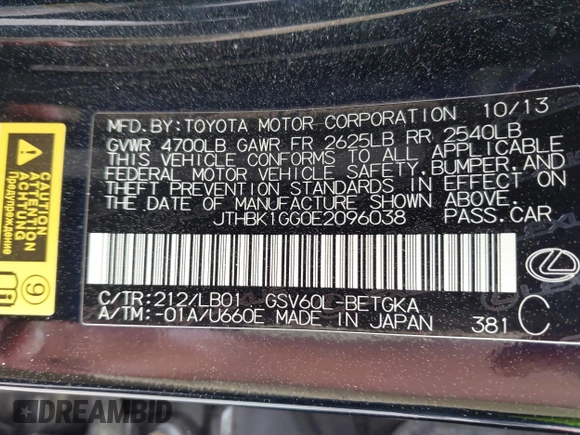 MFD.BY:TOYOTA MOTOR CORPORATION 10/13
GVWR 4700LB GAWR FR 2625LB RR 2540LB
THIS VEHICLE CONFORMS TO ALL APPLICABLE
FEDERAL MOTOR VEHICLE SAFETY,BUMPER,AND
THEFT PREVENTION STANDARDS IN EFFECT ON
THE DATE OF MANUFACTURE SHOWN ABOVE.
JTHBK1GG0E2096038 PASS.CAR
C/TR:212/LB01 GSV60L-BETGKA
A/TM:-01A/U660E MADE IN JAPAN 381 C
CAUTION
ACHTUNG
Предупреждение
9
DREAMBID